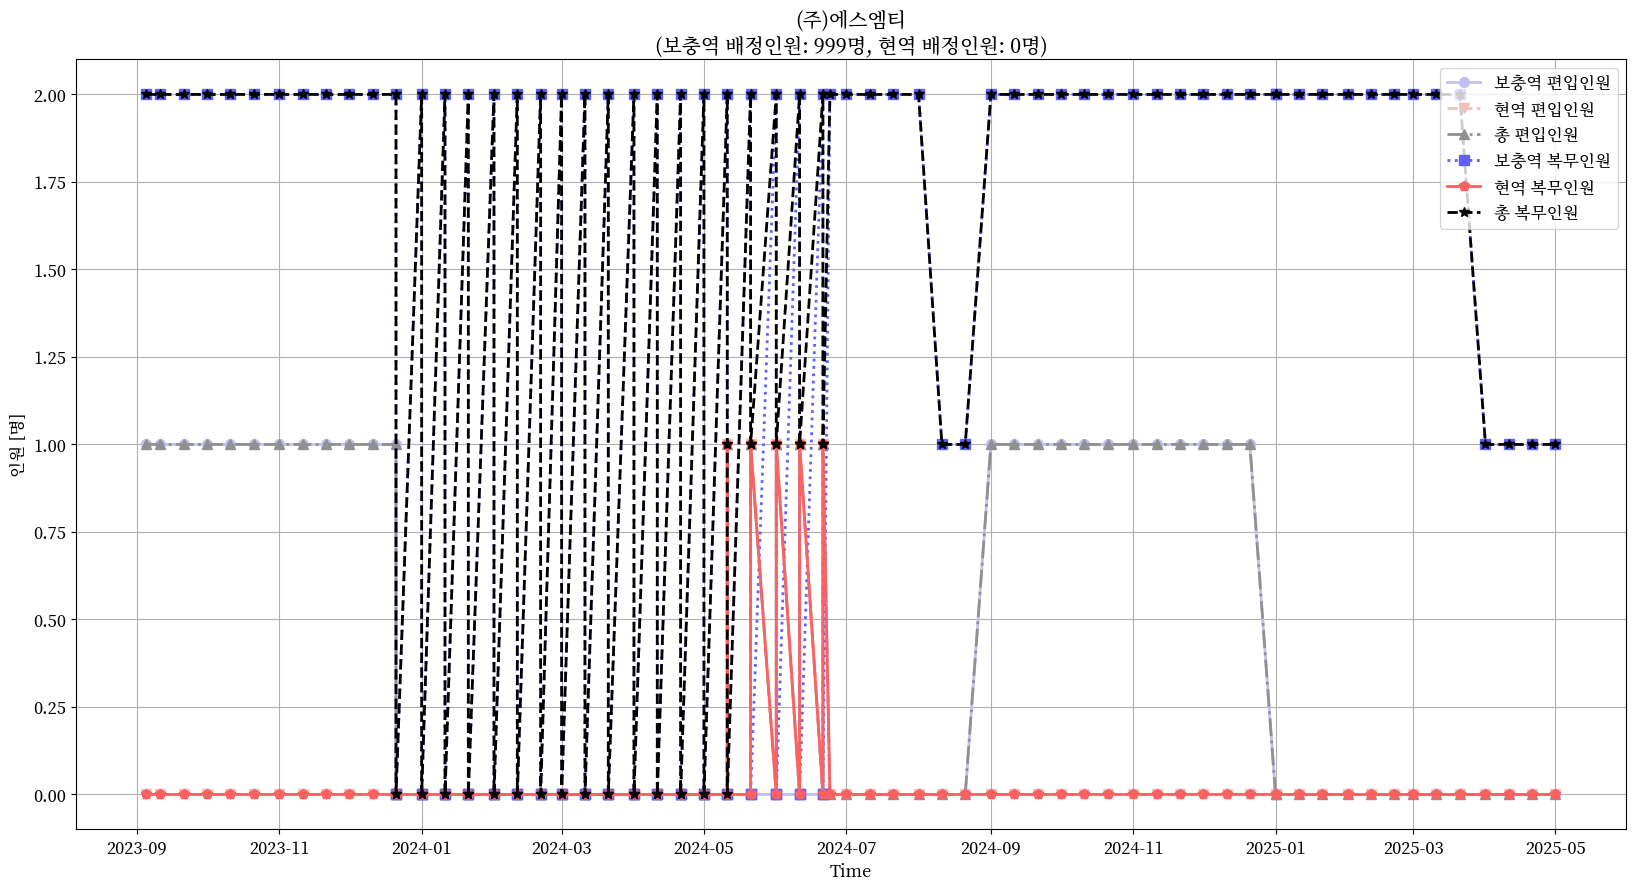 (주)에스엠티
(보충역 배정인원: 999명, 현역 배정인원: 0명)
보충역 편입인원
현역 편입인원
총 편입인원
보충역 복무인원
현역 복무인원
총 복무인원
인원 [명]
2.00
1.75
1.50
1.25
1.00
0.75
0.50
0.25
0.00
2023-09 2023-11 2024-01 2024-03 2024-05 2024-07 2024-09 2024-11 2025-01 2025-03 2025-05
Time